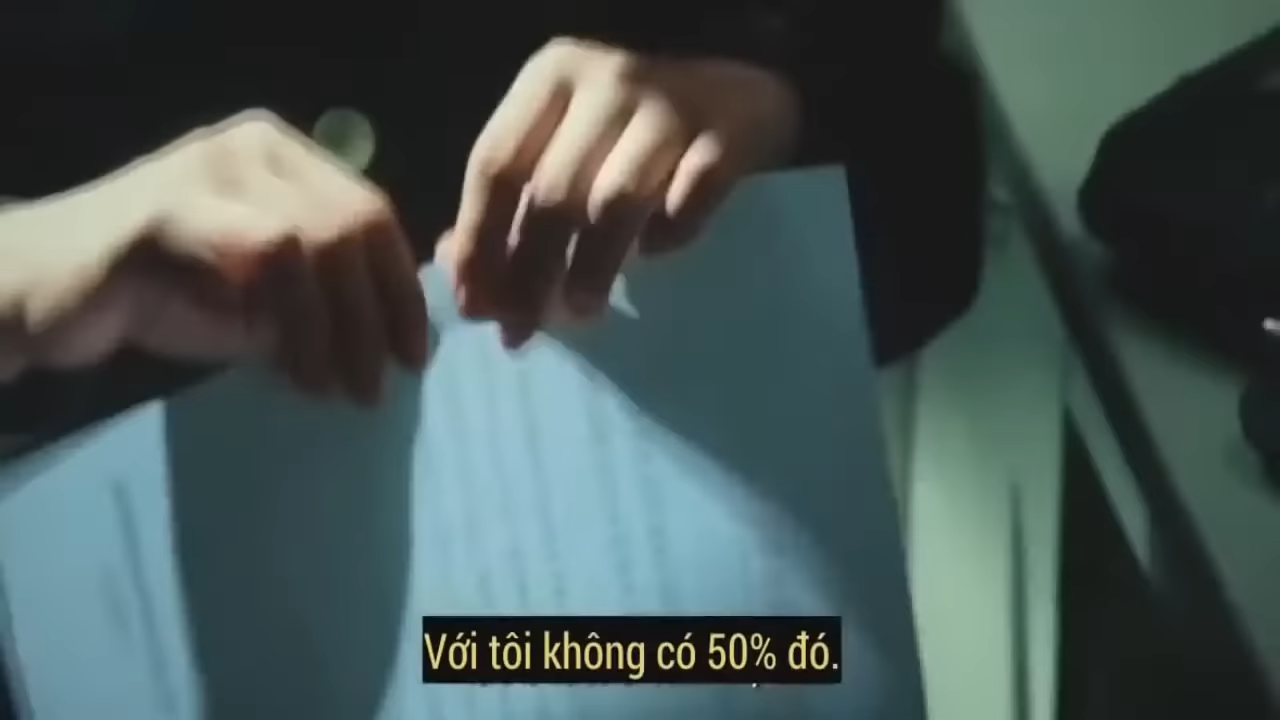 Với tôi không có 50% đó.